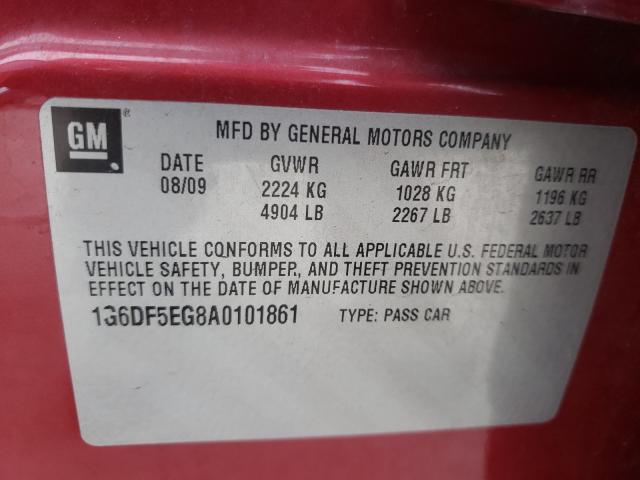 GM ®
MFD BY GENERAL MOTORS COMPANY
DATE GVWR GAWR FRT GAWR RR
08/09 2224 KG 1028 KG 1196 KG
4904 LB 2267 LB 2637 LB
THIS VEHICLE CONFORMS TO ALL APPLICABLE U.S. FEDERAL MOTOR
VEHICLE SAFETY, BUMPER, AND THEFT PREVENTION STANDARDS IN
EFFECT ON THE DATE OF MANUFACTURE SHOWN ABOVE.
1G6DF5EG8A0101861 TYPE: PASS CAR